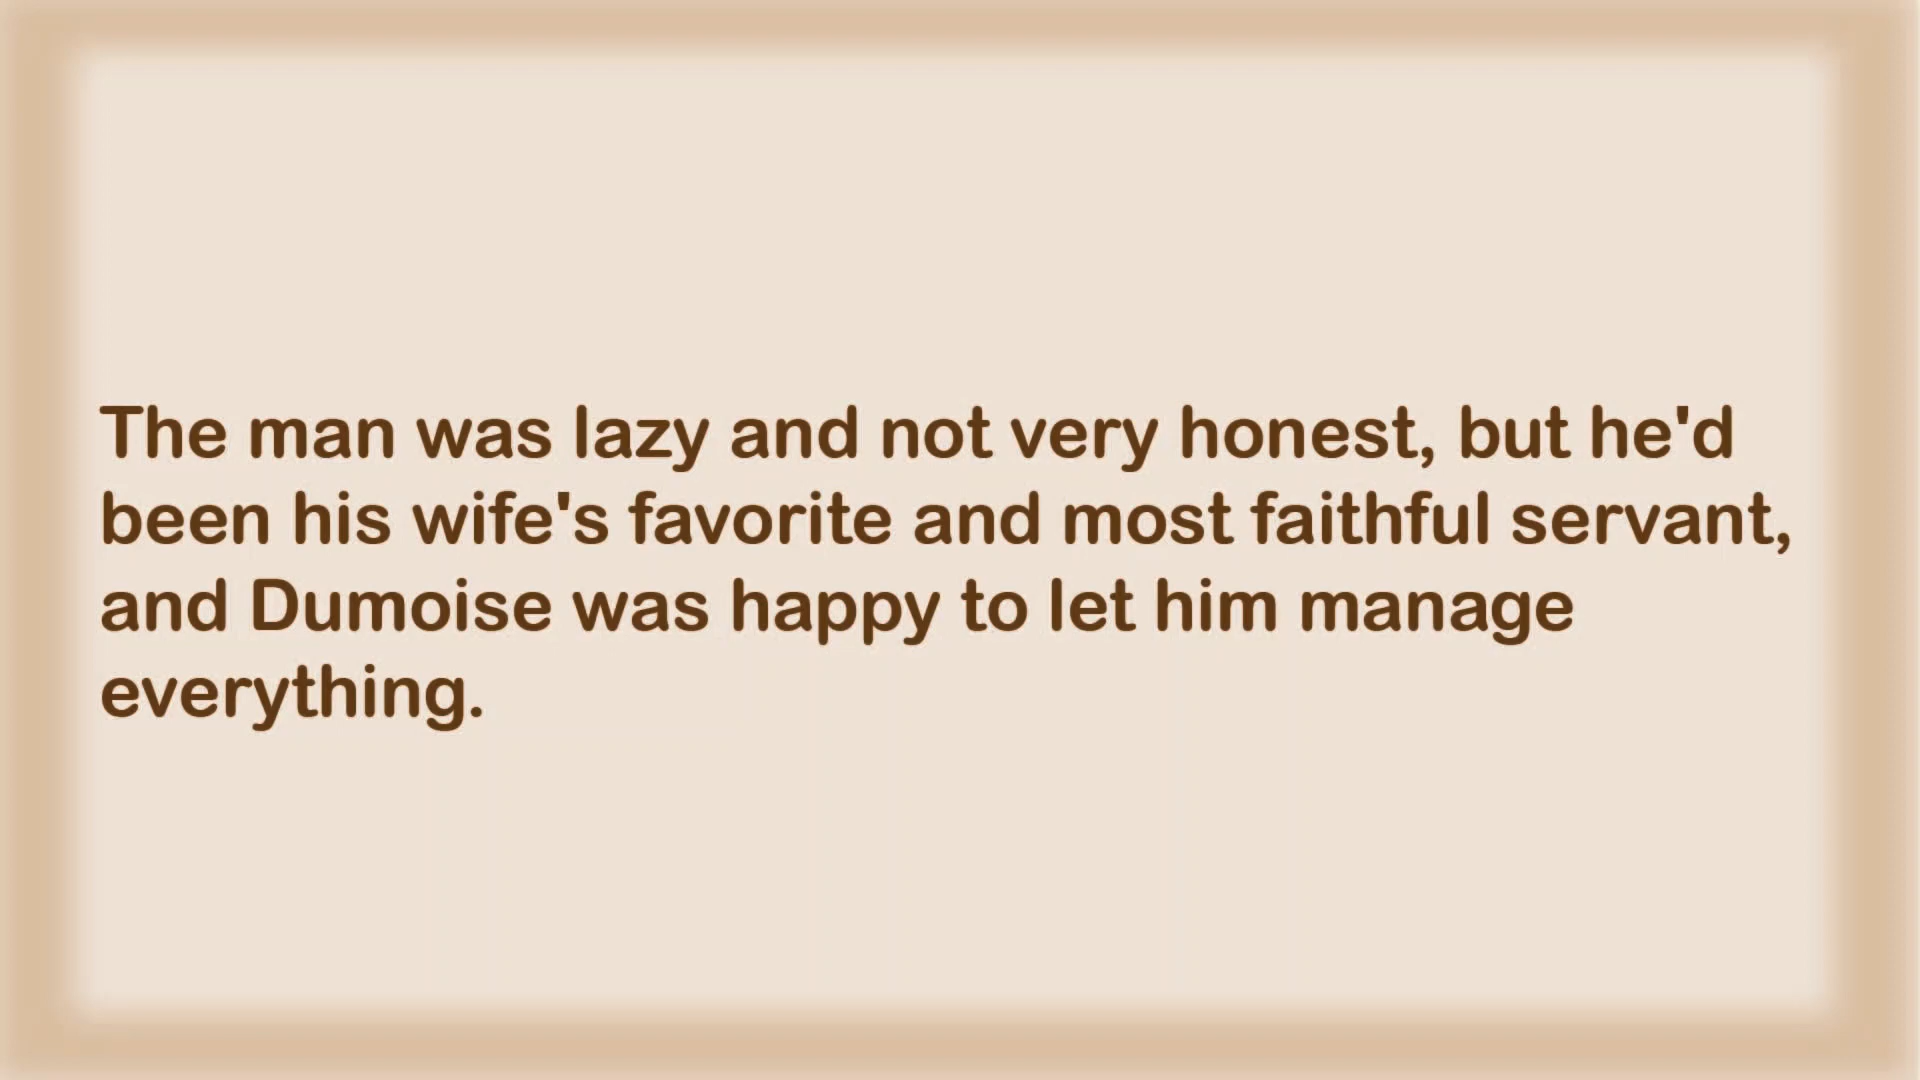 The man was lazy and not very honest, but he'd
been his wife's favorite and most faithful servant,
and Dumoise was happy to let him manage
everything.